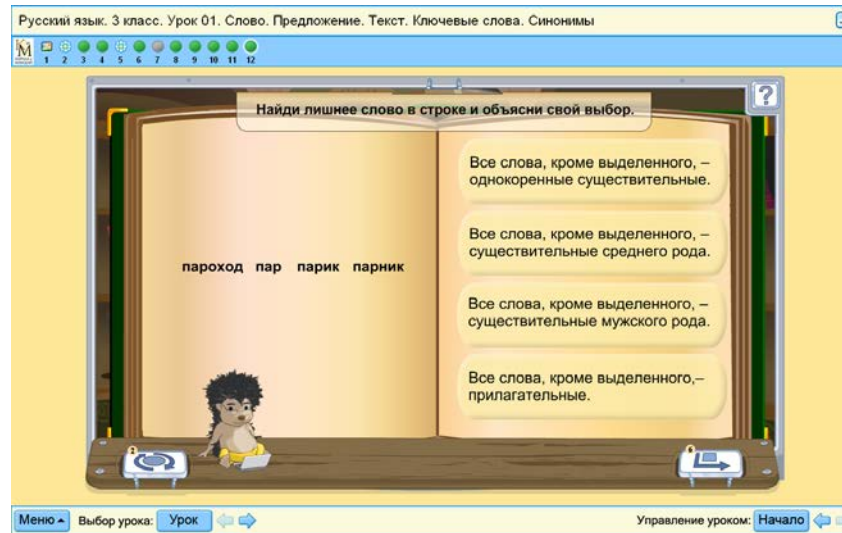 Русский язык. 3 класс. Урок 01. Слово. Предложение. Текст. Ключевые слова. Синонимы
1 2 3 4 5 6 7 8 9 10 11 12
Найди лишнее слово в строке и объясни свой выбор.
?
пароход пар парик парник
Все слова, кроме выделенного, –
однокоренные существительные.
Все слова, кроме выделенного, –
существительные среднего рода.
Все слова, кроме выделенного, –
существительные мужского рода.
Все слова, кроме выделенного,–
прилагательные.
Меню Выбор урока: Урок Управление уроком: Начало